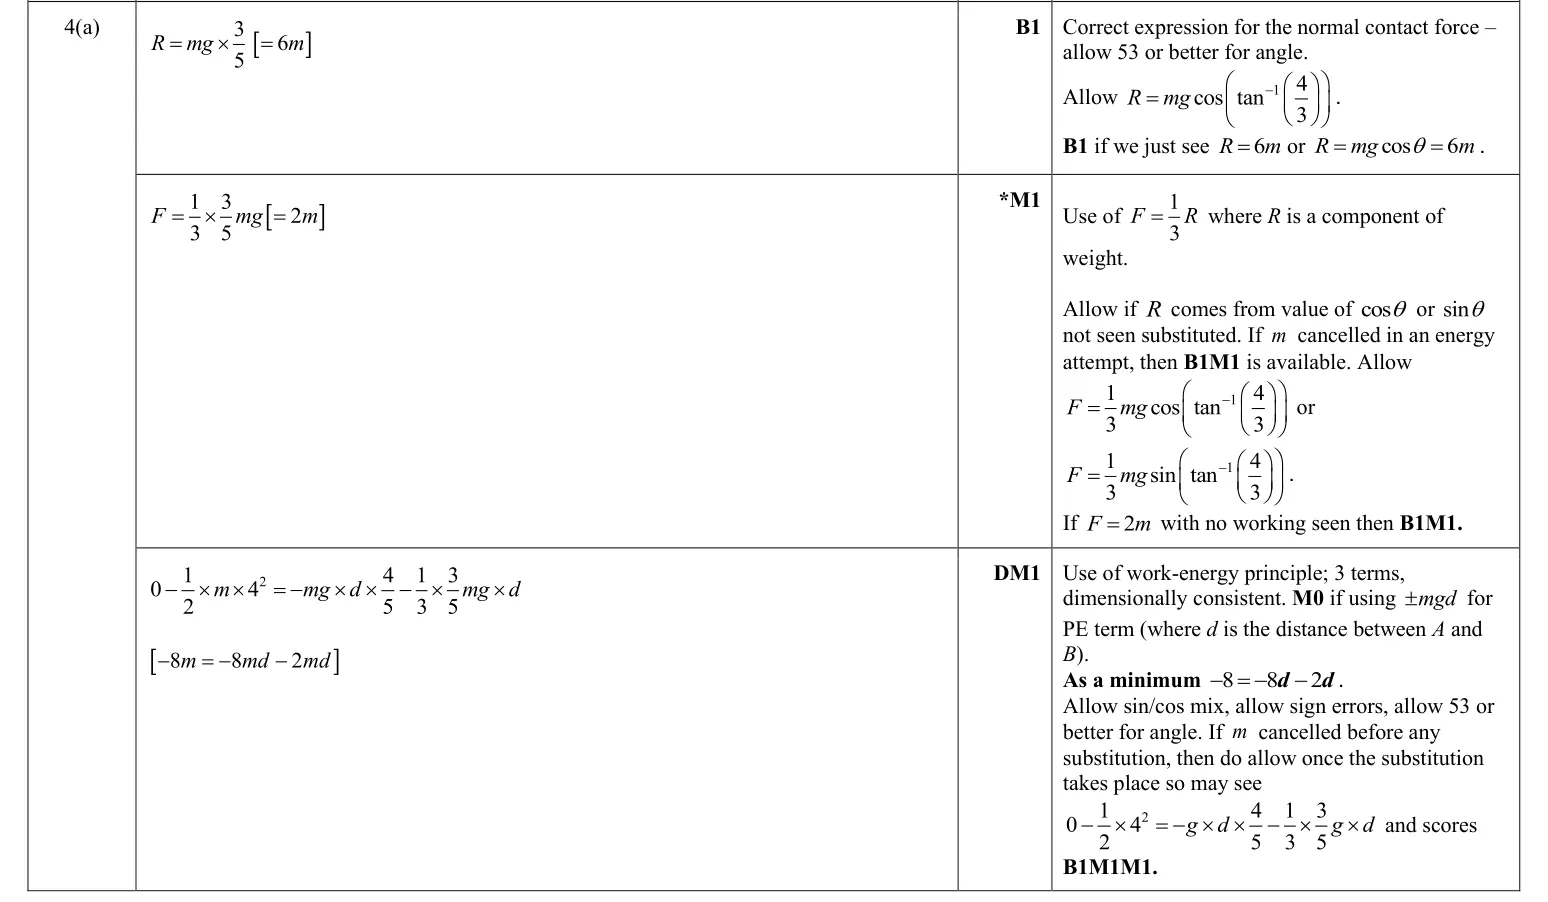 4(a)
R = mg × 3/5 [= 6m]
B1
Correct expression for the normal contact force –
allow 53 or better for angle.
Allow R = mg cos(tan⁻¹(4/3)).
B1 if we just see R = 6m or R = mg cosθ = 6m .
F = 1/3 × 3/5 mg [= 2m]
*M1
Use of F = 1/3 R where R is a component of
weight.
Allow if R comes from value of cosθ or sinθ
not seen substituted. If m cancelled in an energy
attempt, then B1M1 is available. Allow
F = 1/3 mg cos(tan⁻¹(4/3)) or
F = 1/3 mg sin(tan⁻¹(4/3)).
If F = 2m with no working seen then B1M1.
0 − 1/2 × m × 4² = −mg × d × 4/5 − 1/3 × 3/5 mg × d
[−8m = −8md − 2md]
DM1
Use of work-energy principle; 3 terms,
dimensionally consistent. M0 if using ±mgd for
PE term (where d is the distance between A and
B).
As a minimum −8 = −8d − 2d .
Allow sin/cos mix, allow sign errors, allow 53 or
better for angle. If m cancelled before any
substitution, then do allow once the substitution
takes place so may see
0 − 1/2 × 4² = −g × d × 4/5 − 1/3 × 3/5 g × d and scores
B1M1M1.